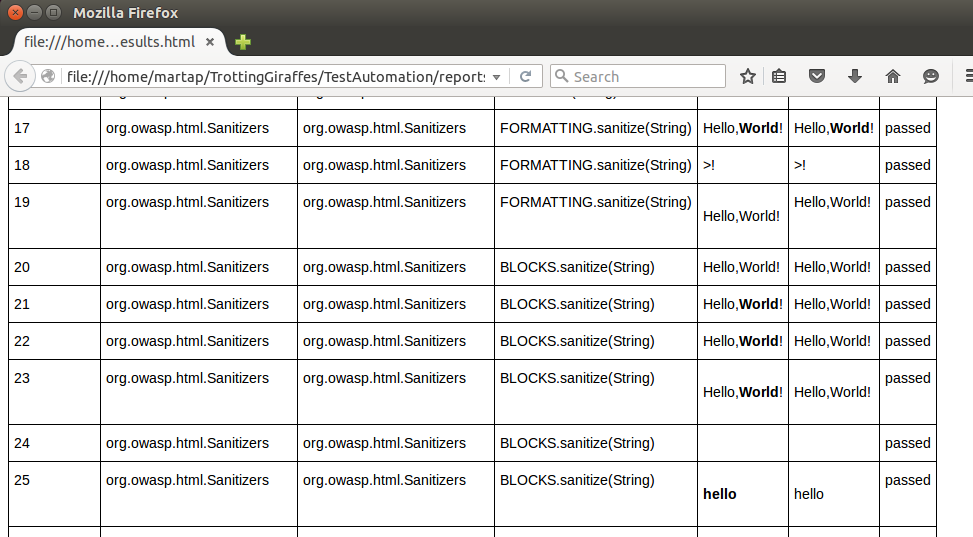 Mozilla Firefox
file:///home...esults.html
file:///home/martap/TrottingGiraffes/TestAutomation/reports
Search
17 org.owasp.html.Sanitizers org.owasp.html.Sanitizers FORMATTING.sanitize(String) Hello,World! Hello,World! passed
18 org.owasp.html.Sanitizers org.owasp.html.Sanitizers FORMATTING.sanitize(String) >! >! passed
19 org.owasp.html.Sanitizers org.owasp.html.Sanitizers FORMATTING.sanitize(String) Hello,World! Hello,World! passed
20 org.owasp.html.Sanitizers org.owasp.html.Sanitizers BLOCKS.sanitize(String) Hello,World! Hello,World! passed
21 org.owasp.html.Sanitizers org.owasp.html.Sanitizers BLOCKS.sanitize(String) Hello,World! Hello,World! passed
22 org.owasp.html.Sanitizers org.owasp.html.Sanitizers BLOCKS.sanitize(String) Hello,World! Hello,World! passed
23 org.owasp.html.Sanitizers org.owasp.html.Sanitizers BLOCKS.sanitize(String) Hello,World! Hello,World! passed
24 org.owasp.html.Sanitizers org.owasp.html.Sanitizers BLOCKS.sanitize(String) passed
25 org.owasp.html.Sanitizers org.owasp.html.Sanitizers BLOCKS.sanitize(String) hello hello passed